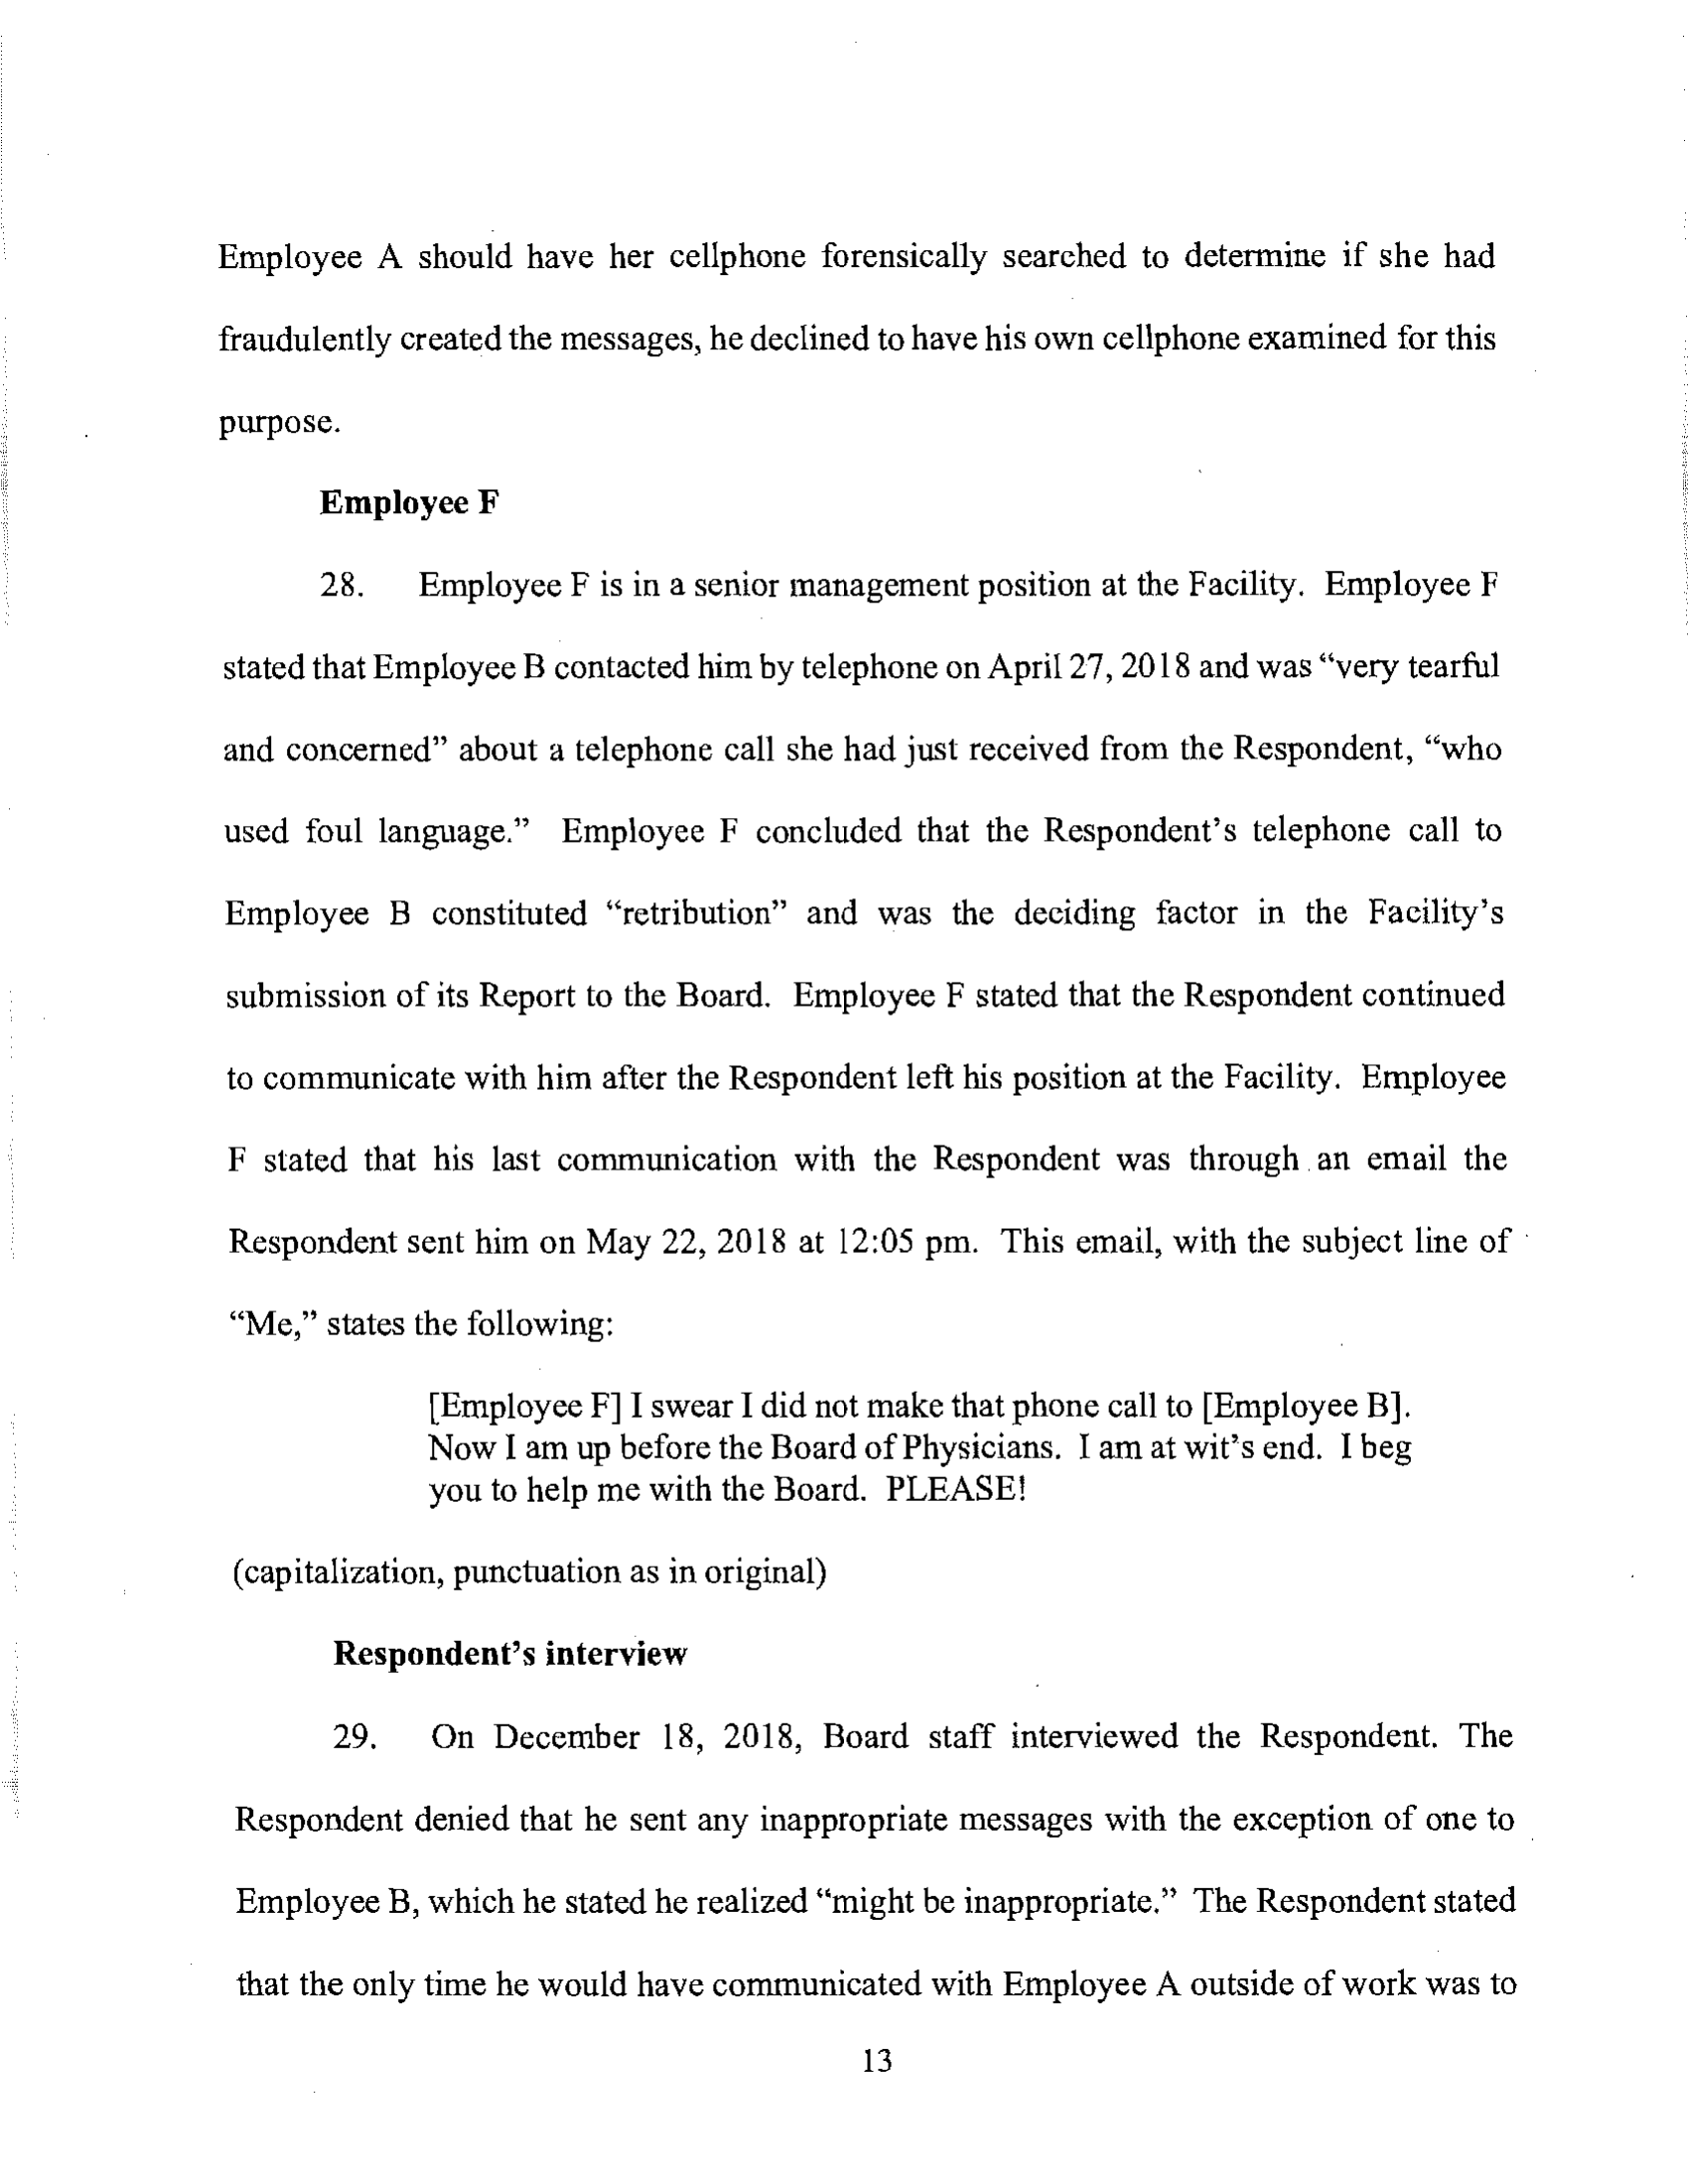 Employee A should have her cellphone forensically searched to determine if she had
fraudulently created the messages, he declined to have his own cellphone examined for this
purpose.
Employee F
28. Employee F is in a senior management position at the Facility. Employee F
stated that Employee B contacted him by telephone on April 27, 2018 and was “very tearful
and concerned” about a telephone call she had just received from the Respondent, “who
used foul language.” Employee F concluded that the Respondent’s telephone call to
Employee B constituted “retribution” and was the deciding factor in the Facility’s
submission of its Report to the Board. Employee F stated that the Respondent continued
to communicate with him after the Respondent left his position at the Facility. Employee
F stated that his last communication with the Respondent was through an email the
Respondent sent him on May 22, 2018 at 12:05 pm. This email, with the subject line of
“Me,” states the following:
[Employee F] I swear I did not make that phone call to [Employee B].
Now I am up before the Board of Physicians. I am at wit’s end. I beg
you to help me with the Board. PLEASE!
(capitalization, punctuation as in original)
Respondent’s interview
29. On December 18, 2018, Board staff interviewed the Respondent. The
Respondent denied that he sent any inappropriate messages with the exception of one to
Employee B, which he stated he realized “might be inappropriate.” The Respondent stated
that the only time he would have communicated with Employee A outside of work was to
13